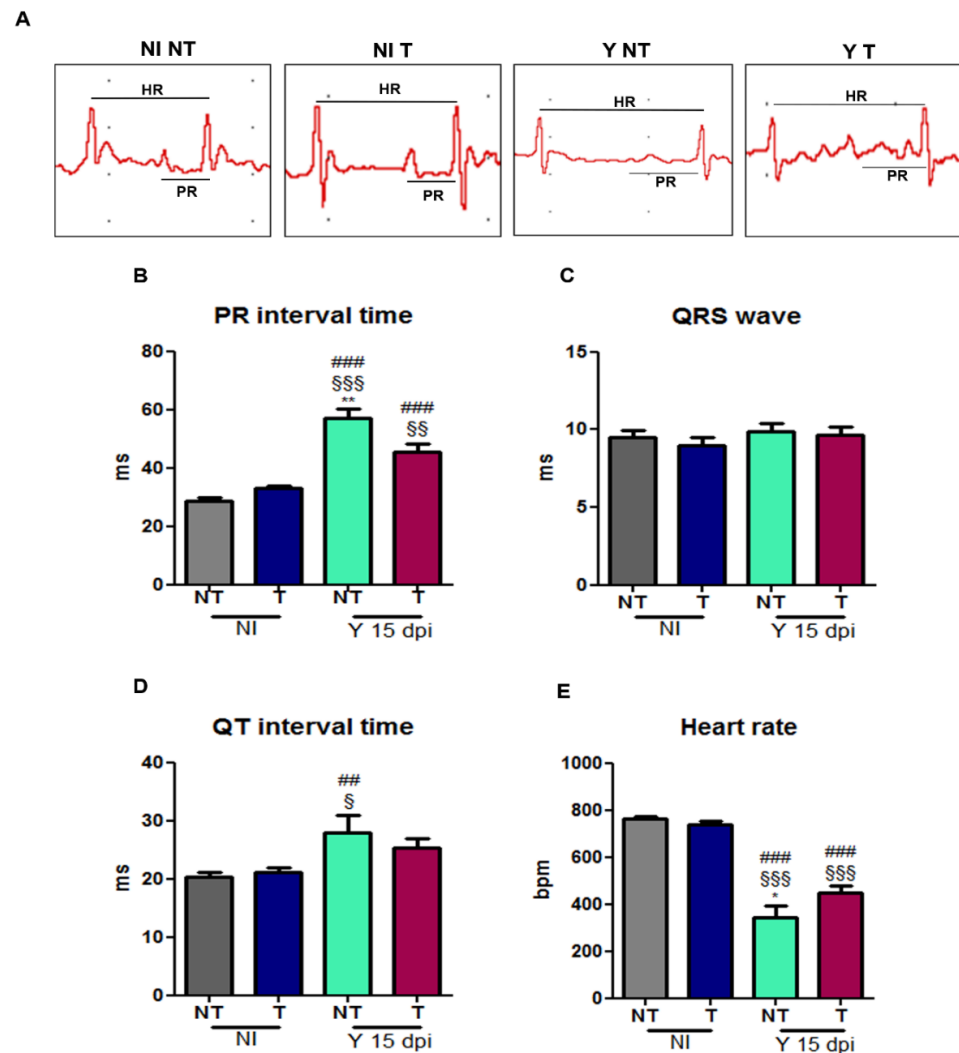 A
NI NT
NI T
Y NT
Y T
HR
PR
HR
PR
HR
PR
HR
PR
B
PR interval time
ms
80
60
40
20
0
###
§§§
**
###
§§
NT T NT T
NI Y 15 dpi
C
QRS wave
ms
15
10
5
0
NT T NT T
NI Y 15 dpi
D
QT interval time
ms
40
30
20
10
0
##
§
NT T NT T
NI Y 15 dpi
E
Heart rate
bpm
1000
800
600
400
200
0
###
§§§
*
###
§§§
NT T NT T
NI Y 15 dpi